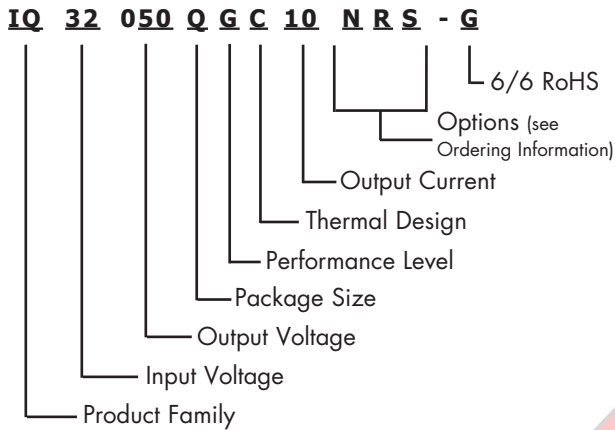 IQ 32 050 Q G C 10 N R S - G
6/6 RoHS
Options (see
Ordering Information)
Output Current
Thermal Design
Performance Level
Package Size
Output Voltage
Input Voltage
Product Family